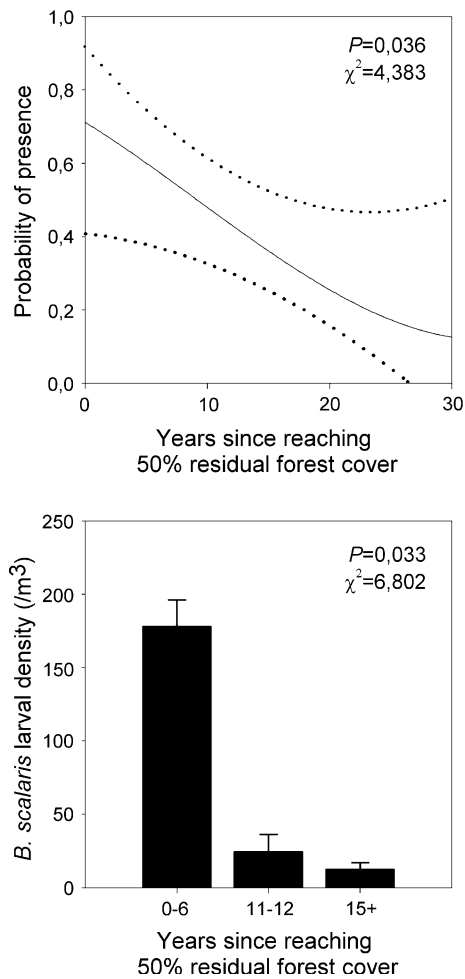 1,0
P=0,036
χ²=4,383
0,8
0,6
0,4
0,2
0,0
Probability of presence
0 10 20 30
Years since reaching
50% residual forest cover
250
P=0,033
χ²=6,802
200
150
100
50
0
B. scalaris larval density (/m³)
0-6 11-12 15+
Years since reaching
50% residual forest cover